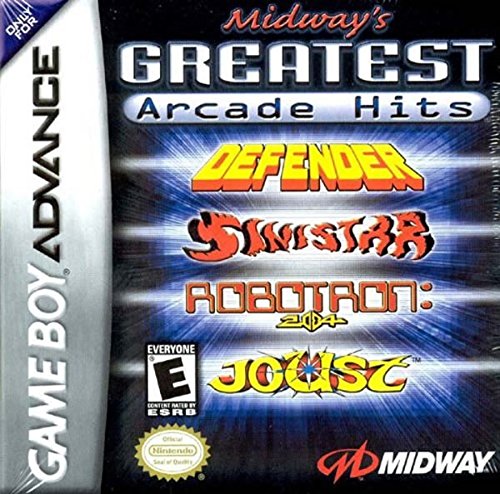 ONLY
FOR
GAME BOY ADVANCE
Midway's
GREATEST
Arcade Hits
DEFENDER
SINISTAR
ROBOTRON:
2084
JOUST™
EVERYONE
E
CONTENT RATED BY
ESRB
Official
Nintendo
Seal of Quality
MIDWAY